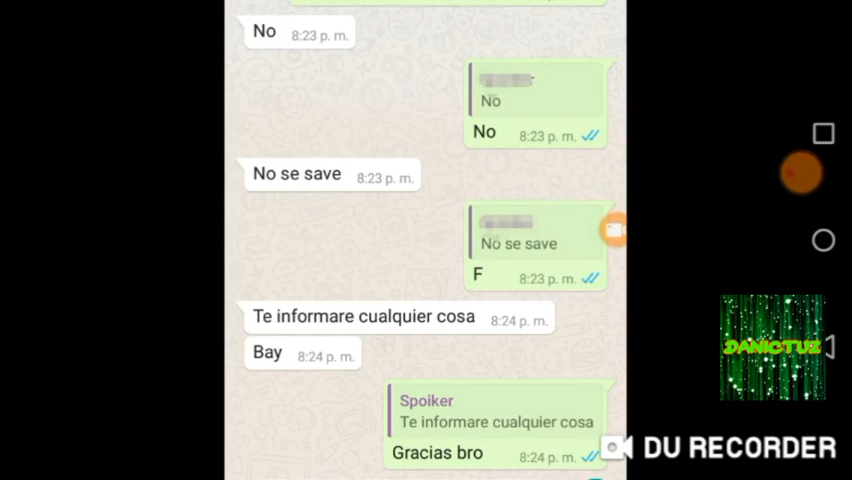 No 8:23 p. m.
No
No 8:23 p. m.
No se save 8:23 p. m.
No se save
F 8:23 p. m.
Te informare cualquier cosa 8:24 p. m.
Bay 8:24 p. m.
Spoiker
Te informare cualquier cosa
Gracias bro 8:24 p. m.
DANICTUZ
DU RECORDER